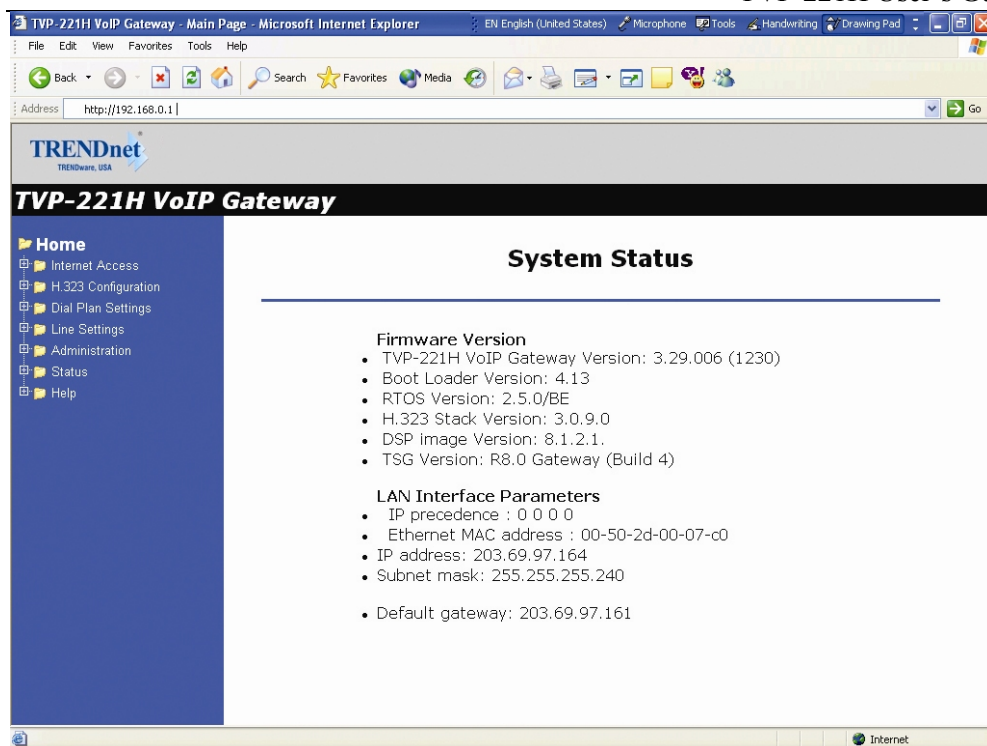 TVP-221H VoIP Gateway - Main Page - Microsoft Internet Explorer
EN English (United States) Microphone Tools Handwriting Drawing Pad
File Edit View Favorites Tools Help
Back Search Favorites Media
Address http://192.168.0.1 Go
TRENDnet
TRENDware, USA
TVP-221H VoIP Gateway
Home
Internet Access
H.323 Configuration
Dial Plan Settings
Line Settings
Administration
Status
Help
System Status
Firmware Version
• TVP-221H VoIP Gateway Version: 3.29.006 (1230)
• Boot Loader Version: 4.13
• RTOS Version: 2.5.0/BE
• H.323 Stack Version: 3.0.9.0
• DSP image Version: 8.1.2.1.
• TSG Version: R8.0 Gateway (Build 4)
LAN Interface Parameters
• IP precedence : 0 0 0 0
• Ethernet MAC address : 00-50-2d-00-07-c0
• IP address: 203.69.97.164
• Subnet mask: 255.255.255.240
• Default gateway: 203.69.97.161
Internet